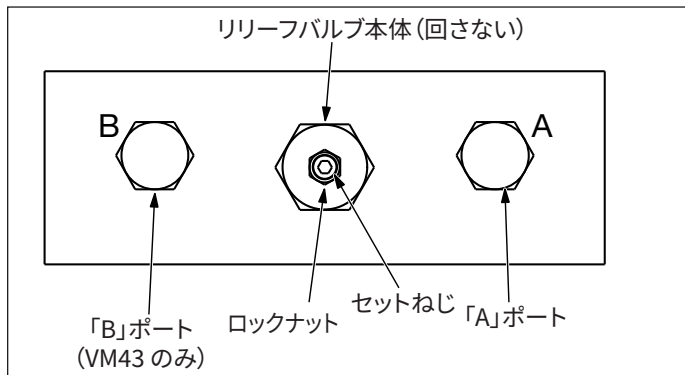 リリーフバルブ本体（回さない）
B
A
「B」ポート
（VM43 のみ）
ロックナット
セットねじ
「A」ポート